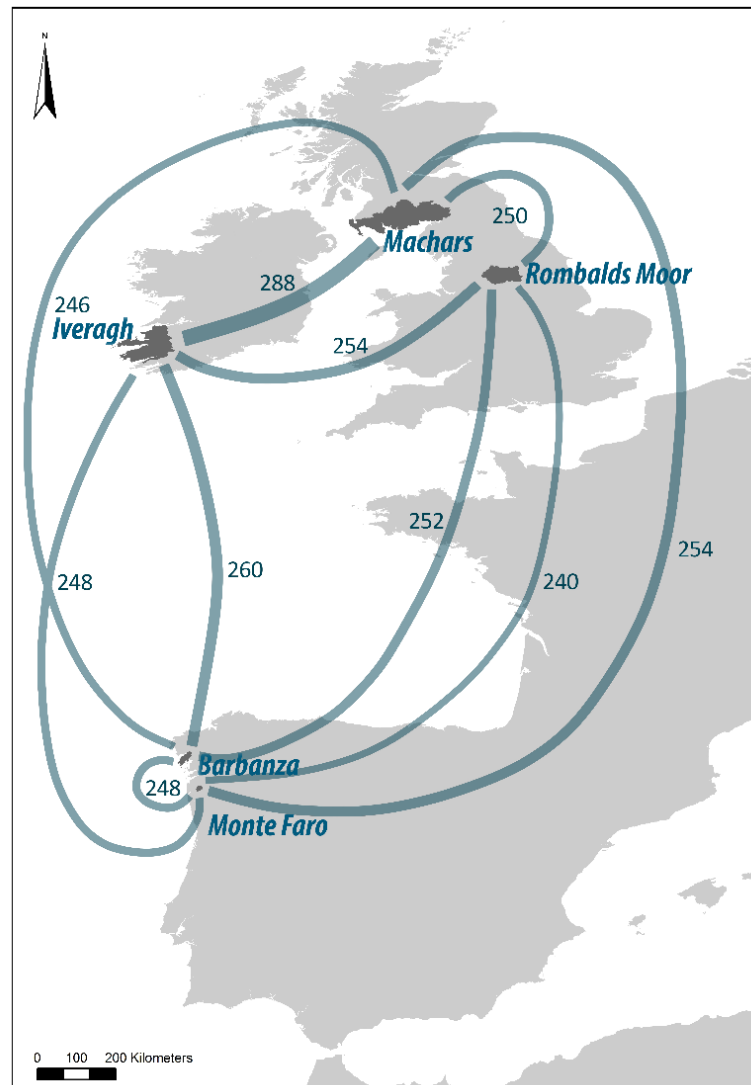 N
250
Machars
Rombalds Moor
288
246
Iveragh
254
252
254
260
248
240
Barbanza
248
Monte Faro
0 100 200 Kilometers